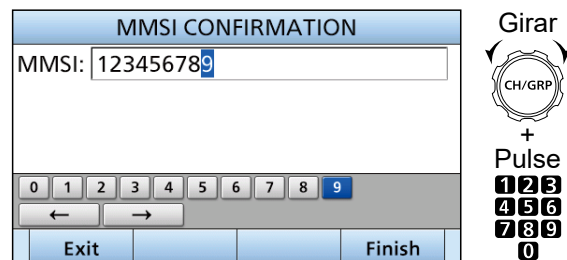 MMSI CONFIRMATION
MMSI: 123456789
0 1 2 3 4 5 6 7 8 9
← →
Exit Finish
Girar
CH/GRP
+
Pulse
1 2 3
4 5 6
7 8 9
0